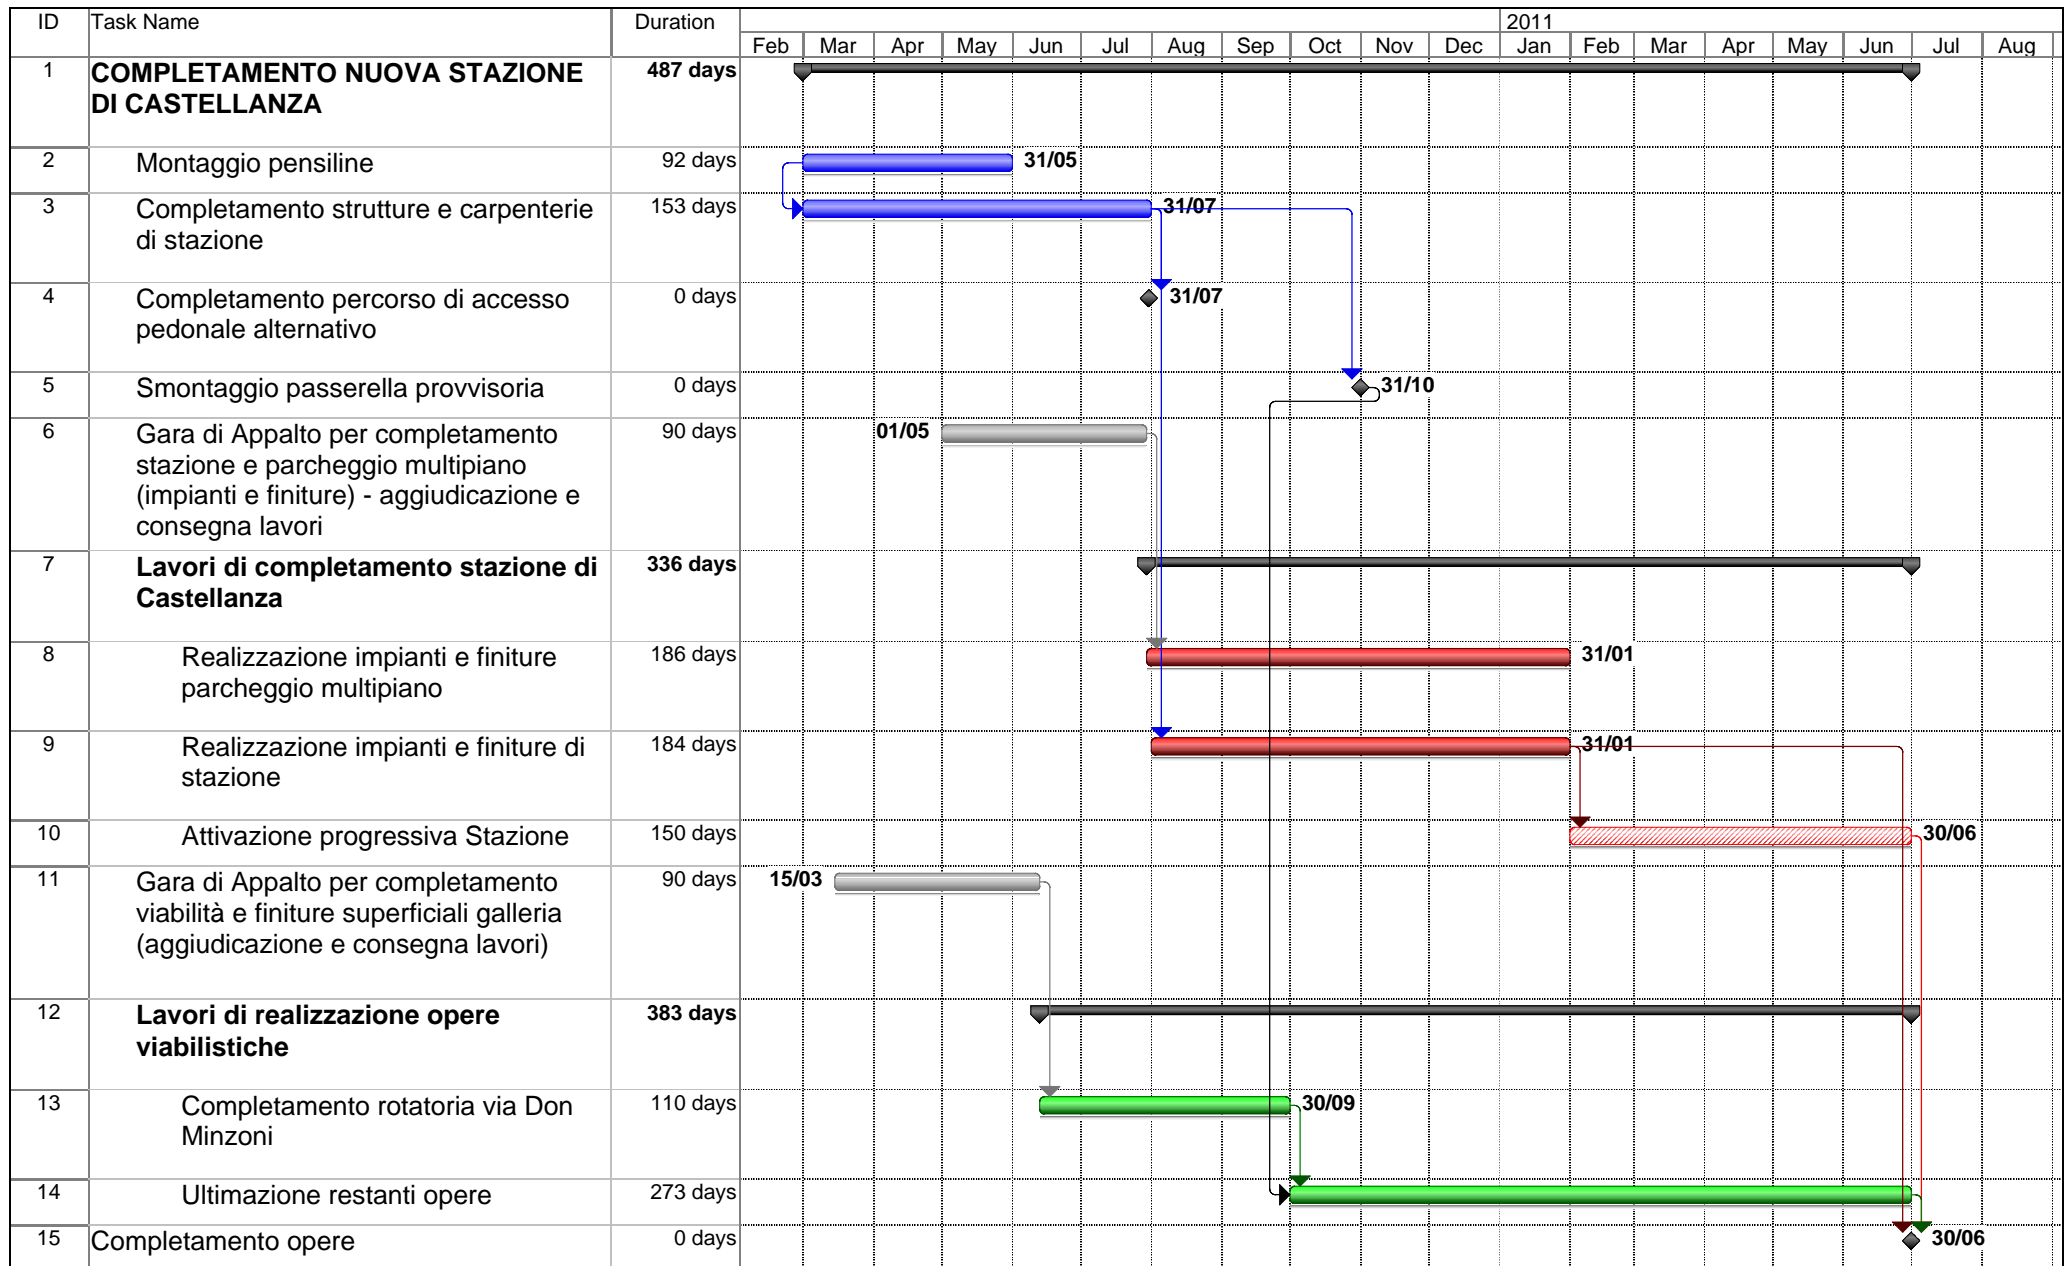 ID Task Name Duration 2011
Feb Mar Apr May Jun Jul Aug Sep Oct Nov Dec Jan Feb Mar Apr May Jun Jul Aug
1 COMPLETAMENTO NUOVA STAZIONE 487 days
DI CASTELLANZA
2 Montaggio pensiline 92 days 31/05
3 Completamento strutture e carpenterie 153 days 31/07
di stazione
4 Completamento percorso di accesso 0 days 31/07
pedonale alternativo
5 Smontaggio passerella provvisoria 0 days 31/10
6 Gara di Appalto per completamento 90 days 01/05
stazione e parcheggio multipiano
(impianti e finiture) - aggiudicazione e
consegna lavori
7 Lavori di completamento stazione di 336 days
Castellanza
8 Realizzazione impianti e finiture 186 days 31/01
parcheggio multipiano
9 Realizzazione impianti e finiture di 184 days 31/01
stazione
10 Attivazione progressiva Stazione 150 days 30/06
11 Gara di Appalto per completamento 90 days 15/03
viabilità e finiture superficiali galleria
(aggiudicazione e consegna lavori)
12 Lavori di realizzazione opere 383 days
viabilistiche
13 Completamento rotatoria via Don 110 days 30/09
Minzoni
14 Ultimazione restanti opere 273 days
15 Completamento opere 0 days 30/06